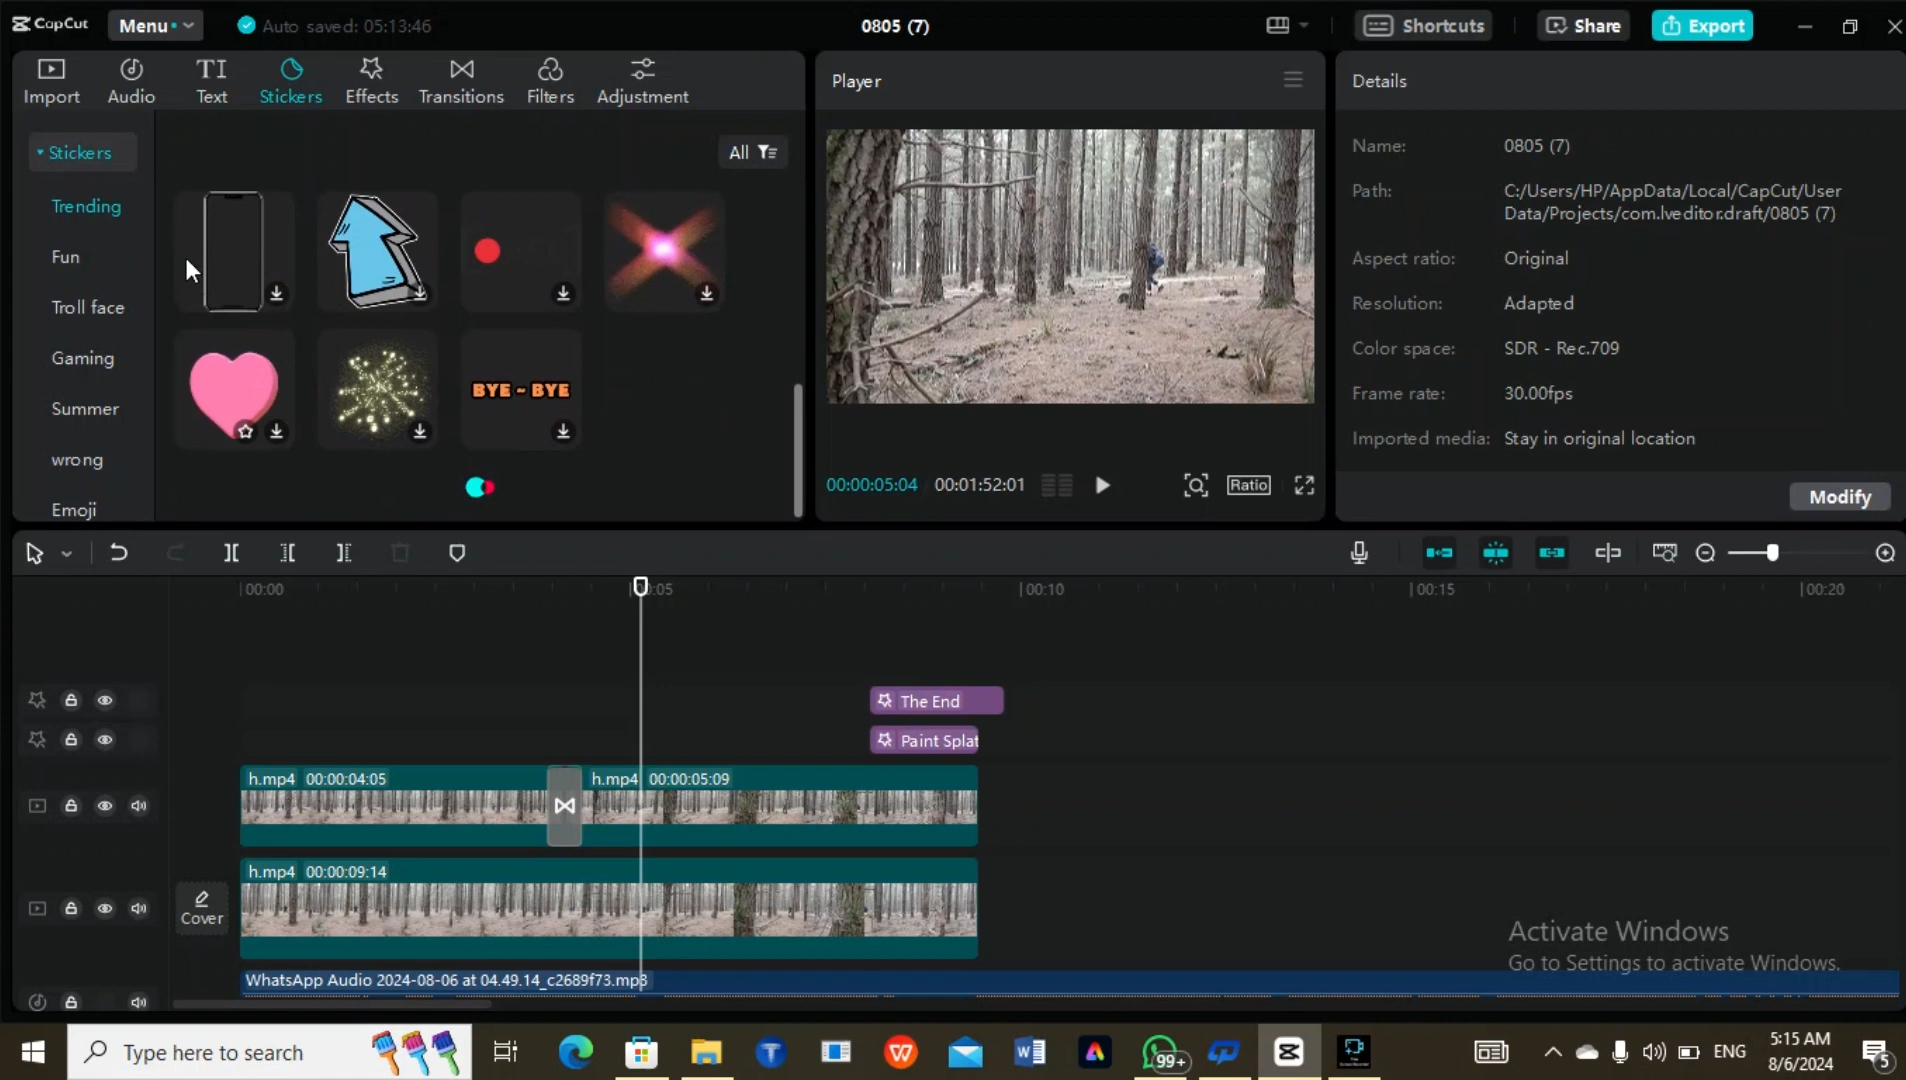 CapCut
Menu
Auto saved: 05:13:46
0805 (7)
Shortcuts
Share
Export
Import
Audio
TI
Text
Stickers
Effects
Transitions
Filters
Adjustment
Player
Details
Stickers
All
Trending
Fun
Troll face
Gaming
Summer
wrong
Emoji
BYE ~ BYE
00:00:05:04
00:01:52:01
Ratio
Name:
0805 (7)
Path:
C:/Users/HP/AppData/Local/CapCut/User
Data/Projects/com.lveditor.draft/0805 (7)
Aspect ratio:
Original
Resolution:
Adapted
Color space:
SDR - Rec.709
Frame rate:
30.00fps
Imported media:
Stay in original location
Modify
00:00
00:05
00:10
00:15
00:20
The End
Paint Splat
h.mp4 00:00:04:05
h.mp4 00:00:05:09
h.mp4 00:00:09:14
Cover
WhatsApp Audio 2024-08-06 at 04.49.14_c2689f73.mp3
Activate Windows
Go to Settings to activate Windows.
Type here to search
99+
ENG
5:15 AM
8/6/2024
5